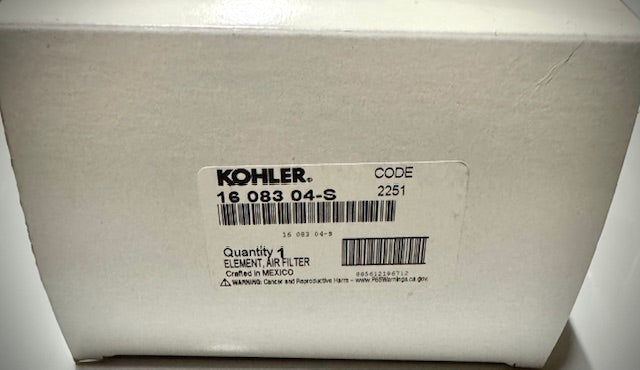 KOHLER®
CODE
16 083 04-S
2251
16 083 04-S
Quantity 1
ELEMENT, AIR FILTER
Crafted in MEXICO
885612196712
⚠ WARNING: Cancer and Reproductive Harm – www.P65Warnings.ca.gov.